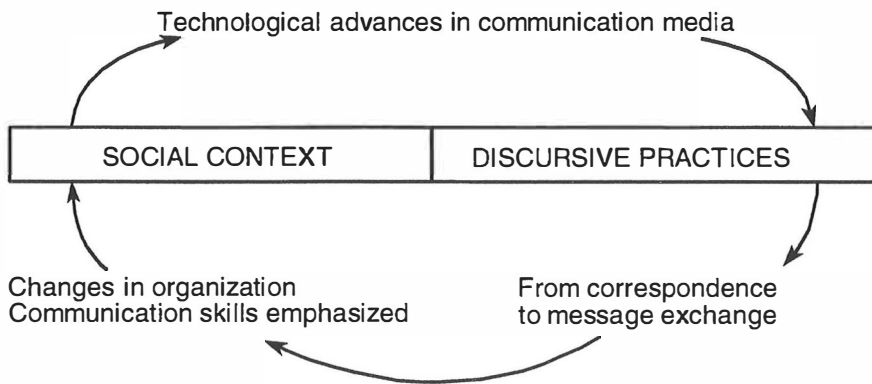 Technological advances in communication media
SOCIAL CONTEXT
DISCURSIVE PRACTICES
Changes in organization
Communication skills emphasized
From correspondence
to message exchange